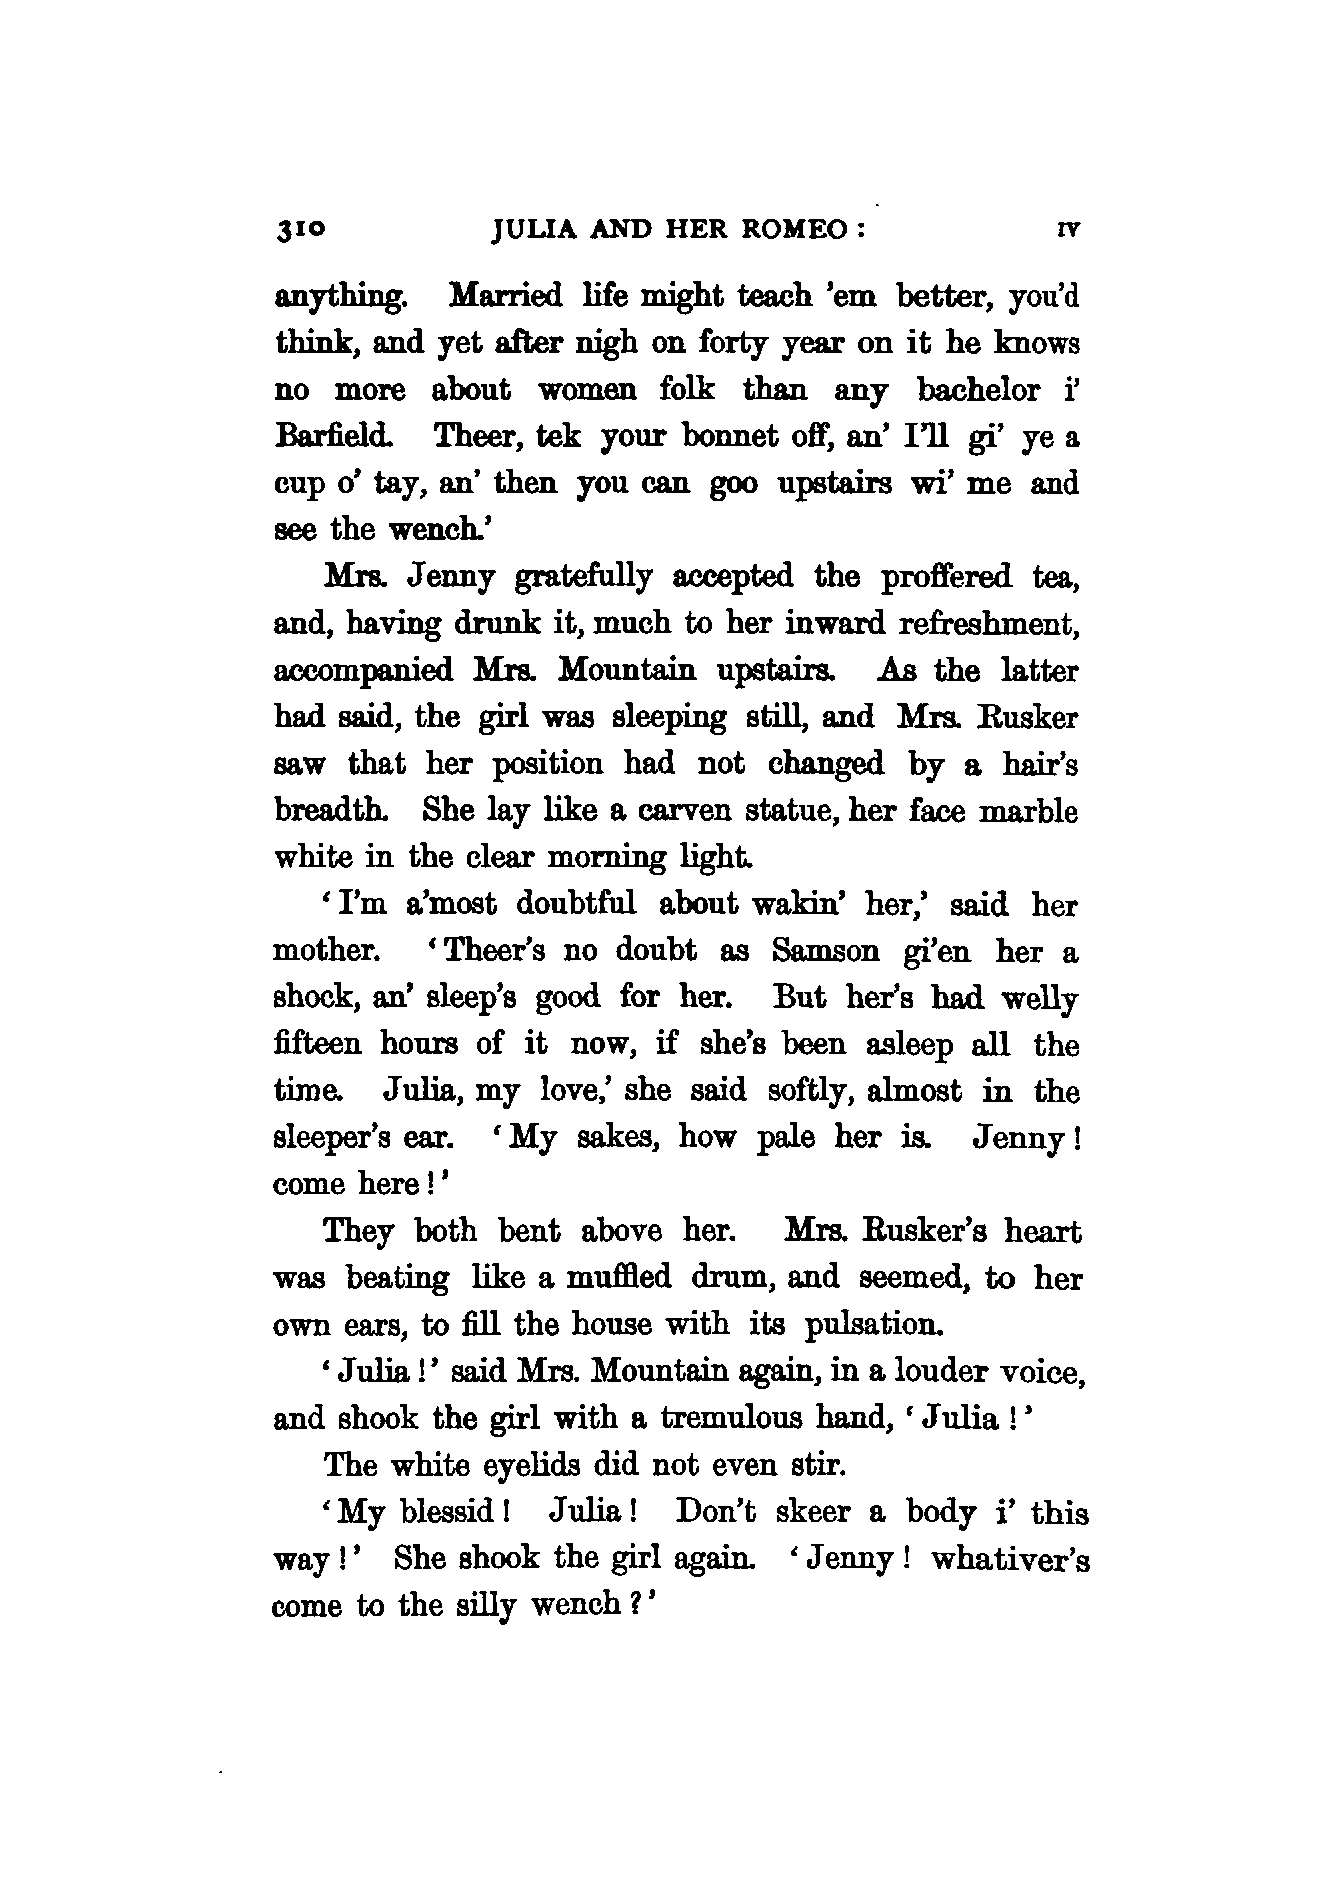 310 JULIA AND HER ROMEO : IV
anything. Married life might teach 'em better, you'd
think, and yet after nigh on forty year on it he knows
no more about women folk than any bachelor i'
Barfield. Theer, tek your bonnet off, an' I'll gi' ye a
cup o' tay, an' then you can goo upstairs wi' me and
see the wench.'
Mrs. Jenny gratefully accepted the proffered tea,
and, having drunk it, much to her inward refreshment,
accompanied Mrs. Mountain upstairs. As the latter
had said, the girl was sleeping still, and Mrs. Rusker
saw that her position had not changed by a hair's
breadth. She lay like a carven statue, her face marble
white in the clear morning light.
'I'm a'most doubtful about wakin' her,' said her
mother. 'Theer's no doubt as Samson gi'en her a
shock, an' sleep's good for her. But her's had welly
fifteen hours of it now, if she's been asleep all the
time. Julia, my love,' she said softly, almost in the
sleeper's ear. 'My sakes, how pale her is. Jenny!
come here!'
They both bent above her. Mrs. Rusker's heart
was beating like a muffled drum, and seemed, to her
own ears, to fill the house with its pulsation.
'Julia!' said Mrs. Mountain again, in a louder voice,
and shook the girl with a tremulous hand, 'Julia!'
The white eyelids did not even stir.
'My blessid! Julia! Don't skeer a body i' this
way!' She shook the girl again. 'Jenny! whativer's
come to the silly wench?'